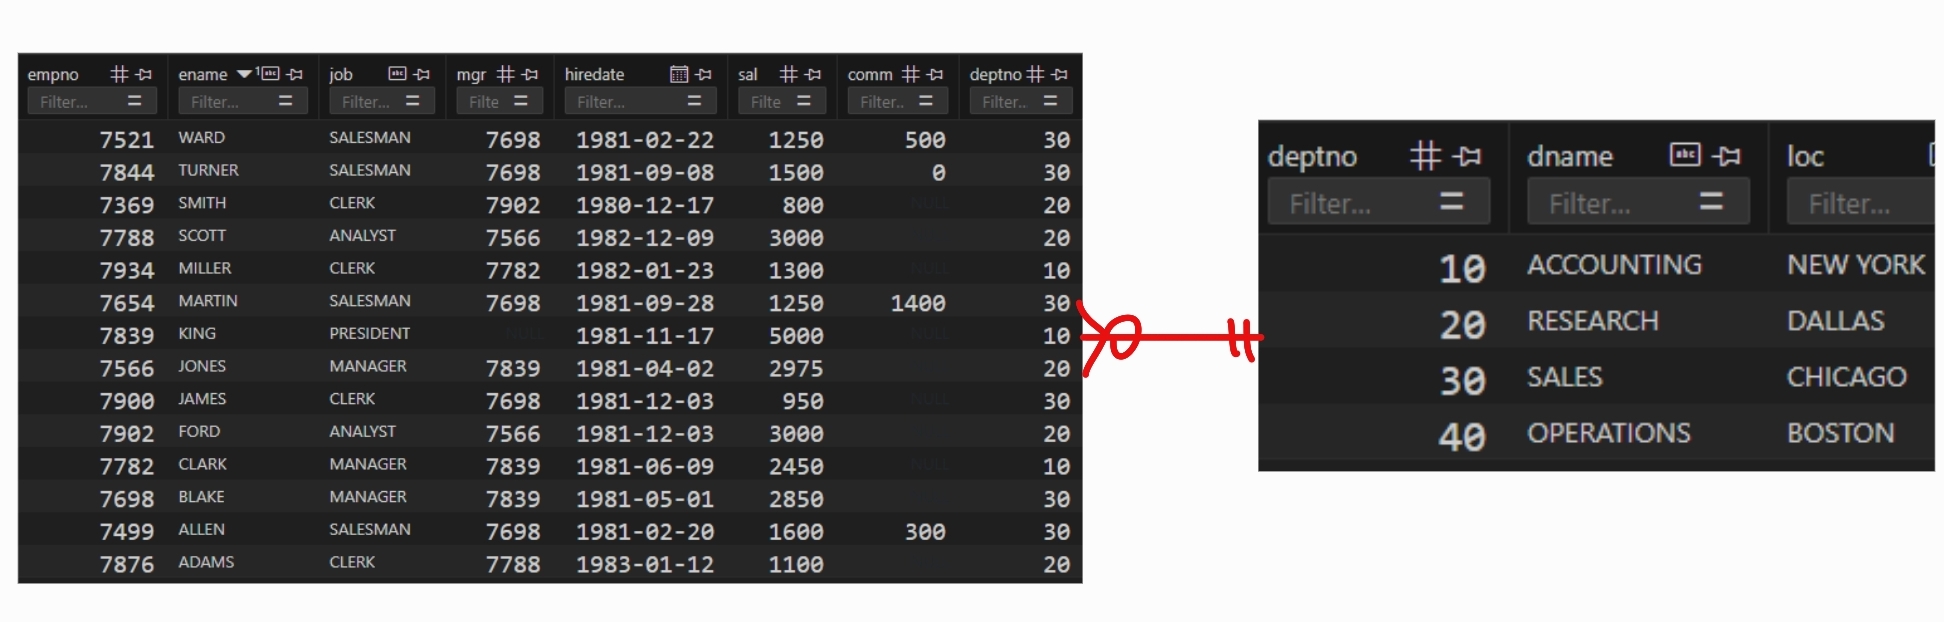 empno ename 1 job mgr hiredate sal comm deptno
Filter... Filter... Filter... Filte Filter... Filte Filter.. Filter..
7521 WARD SALESMAN 7698 1981-02-22 1250 500 30
7844 TURNER SALESMAN 7698 1981-09-08 1500 0 30
7369 SMITH CLERK 7902 1980-12-17 800 NULL 20
7788 SCOTT ANALYST 7566 1982-12-09 3000 20
7934 MILLER CLERK 7782 1982-01-23 1300 NULL 10
7654 MARTIN SALESMAN 7698 1981-09-28 1250 1400 30
7839 KING PRESIDENT NULL 1981-11-17 5000 NULL 10
7566 JONES MANAGER 7839 1981-04-02 2975 20
7900 JAMES CLERK 7698 1981-12-03 950 NULL 30
7902 FORD ANALYST 7566 1981-12-03 3000 20
7782 CLARK MANAGER 7839 1981-06-09 2450 NULL 10
7698 BLAKE MANAGER 7839 1981-05-01 2850 30
7499 ALLEN SALESMAN 7698 1981-02-20 1600 300 30
7876 ADAMS CLERK 7788 1983-01-12 1100 20
deptno dname loc
Filter... Filter... Filter...
10 ACCOUNTING NEW YORK
20 RESEARCH DALLAS
30 SALES CHICAGO
40 OPERATIONS BOSTON